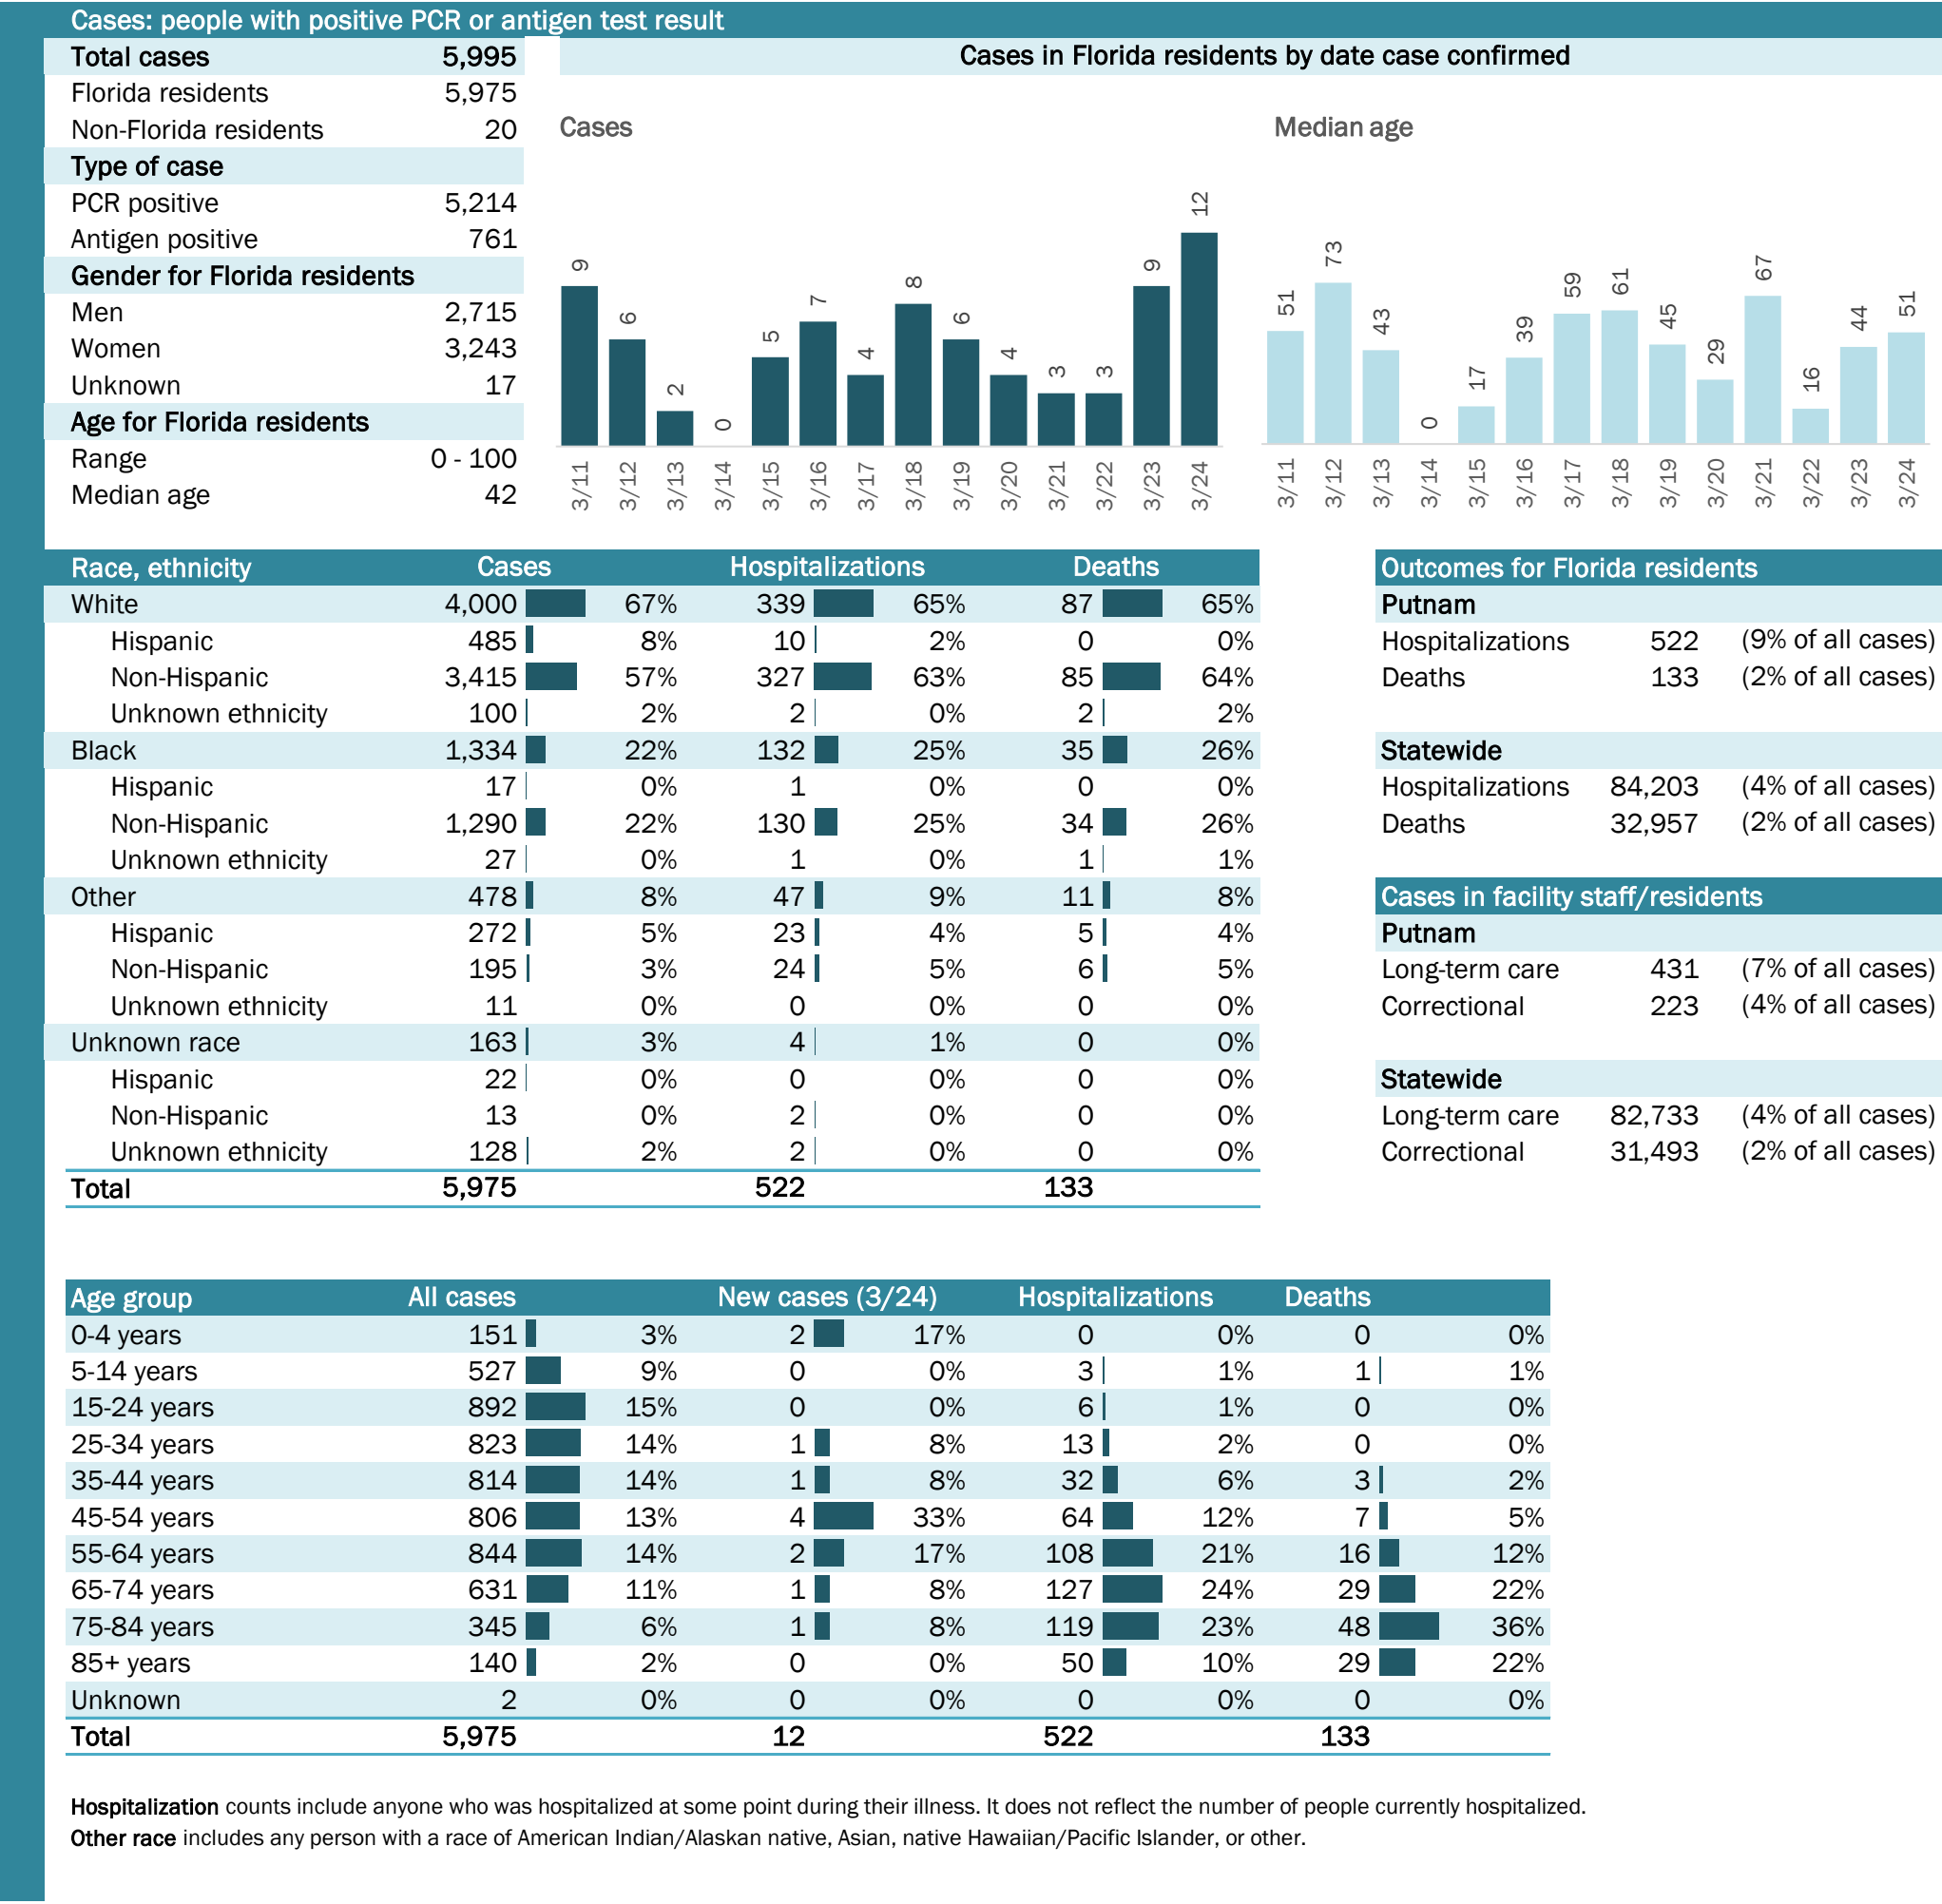 Cases: people with positive PCR or antigen test result
Total cases 5,995
Florida residents 5,975
Non-Florida residents 20
Type of case
PCR positive 5,214
Antigen positive 761
Gender for Florida residents
Men 2,715
Women 3,243
Unknown 17
Age for Florida residents
Range 0 - 100
Median age 42
Cases in Florida residents by date case confirmed
Cases
9 6 2 0 5 7 4 8 6 4 3 3 9 12
3/11 3/12 3/13 3/14 3/15 3/16 3/17 3/18 3/19 3/20 3/21 3/22 3/23 3/24
Median age
51 73 43 0 17 39 59 61 45 29 67 16 44 51
3/11 3/12 3/13 3/14 3/15 3/16 3/17 3/18 3/19 3/20 3/21 3/22 3/23 3/24
Race, ethnicity Cases Hospitalizations Deaths
White 4,000 67% 339 65% 87 65%
Hispanic 485 8% 10 2% 0 0%
Non-Hispanic 3,415 57% 327 63% 85 64%
Unknown ethnicity 100 2% 2 0% 2 2%
Black 1,334 22% 132 25% 35 26%
Hispanic 17 0% 1 0% 0 0%
Non-Hispanic 1,290 22% 130 25% 34 26%
Unknown ethnicity 27 0% 1 0% 1 1%
Other 478 8% 47 9% 11 8%
Hispanic 272 5% 23 4% 5 4%
Non-Hispanic 195 3% 24 5% 6 5%
Unknown ethnicity 11 0% 0 0% 0 0%
Unknown race 163 3% 4 1% 0 0%
Hispanic 22 0% 0 0% 0 0%
Non-Hispanic 13 0% 2 0% 0 0%
Unknown ethnicity 128 2% 2 0% 0 0%
Total 5,975 522 133
Outcomes for Florida residents
Putnam
Hospitalizations 522 (9% of all cases)
Deaths 133 (2% of all cases)
Statewide
Hospitalizations 84,203 (4% of all cases)
Deaths 32,957 (2% of all cases)
Cases in facility staff/residents
Putnam
Long-term care 431 (7% of all cases)
Correctional 223 (4% of all cases)
Statewide
Long-term care 82,733 (4% of all cases)
Correctional 31,493 (2% of all cases)
Age group All cases New cases (3/24) Hospitalizations Deaths
0-4 years 151 3% 2 17% 0 0% 0 0%
5-14 years 527 9% 0 0% 3 1% 1 1%
15-24 years 892 15% 0 0% 6 1% 0 0%
25-34 years 823 14% 1 8% 13 2% 0 0%
35-44 years 814 14% 1 8% 32 6% 3 2%
45-54 years 806 13% 4 33% 64 12% 7 5%
55-64 years 844 14% 2 17% 108 21% 16 12%
65-74 years 631 11% 1 8% 127 24% 29 22%
75-84 years 345 6% 1 8% 119 23% 48 36%
85+ years 140 2% 0 0% 50 10% 29 22%
Unknown 2 0% 0 0% 0 0% 0 0%
Total 5,975 12 522 133
Hospitalization counts include anyone who was hospitalized at some point during their illness. It does not reflect the number of people currently hospitalized.
Other race includes any person with a race of American Indian/Alaskan native, Asian, native Hawaiian/Pacific Islander, or other.